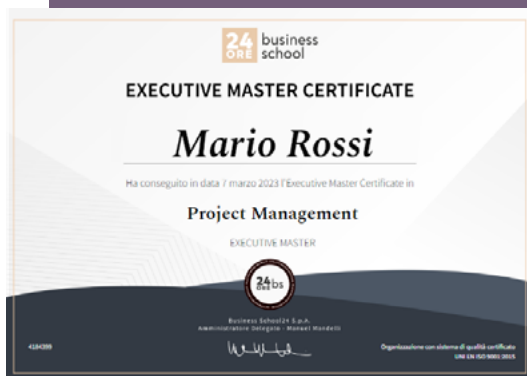 24 ORE business school
EXECUTIVE MASTER CERTIFICATE
Mario Rossi
Ha conseguito in data 7 marzo 2023 l'Executive Master Certificate in
Project Management
EXECUTIVE MASTER
24 ORE bs
Business School24 S.p.A.
Amministratore Delegato - Manuel Mandelli
Organizzazione con sistema di qualità certificato
UNI EN ISO 9001:2015